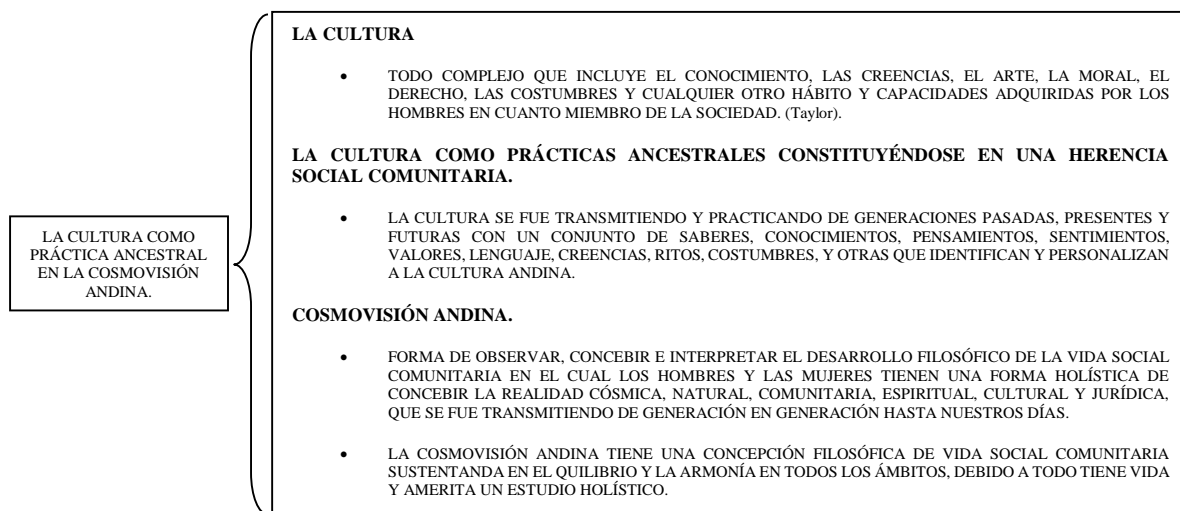 LA CULTURA COMO
PRÁCTICA ANCESTRAL
EN LA COSMOVISIÓN
ANDINA.
LA CULTURA
• TODO COMPLEJO QUE INCLUYE EL CONOCIMIENTO, LAS CREENCIAS, EL ARTE, LA MORAL, EL
DERECHO, LAS COSTUMBRES Y CUALQUIER OTRO HÁBITO Y CAPACIDADES ADQUIRIDAS POR LOS
HOMBRES EN CUANTO MIEMBRO DE LA SOCIEDAD. (Taylor).
LA CULTURA COMO PRÁCTICAS ANCESTRALES CONSTITUYÉNDOSE EN UNA HERENCIA
SOCIAL COMUNITARIA.
• LA CULTURA SE FUE TRANSMITIENDO Y PRACTICANDO DE GENERACIONES PASADAS, PRESENTES Y
FUTURAS CON UN CONJUNTO DE SABERES, CONOCIMIENTOS, PENSAMIENTOS, SENTIMIENTOS,
VALORES, LENGUAJE, CREENCIAS, RITOS, COSTUMBRES, Y OTRAS QUE IDENTIFICAN Y PERSONALIZAN
A LA CULTURA ANDINA.
COSMOVISIÓN ANDINA.
• FORMA DE OBSERVAR, CONCEBIR E INTERPRETAR EL DESARROLLO FILOSÓFICO DE LA VIDA SOCIAL
COMUNITARIA EN EL CUAL LOS HOMBRES Y LAS MUJERES TIENEN UNA FORMA HOLÍSTICA DE
CONCEBIR LA REALIDAD CÓSMICA, NATURAL, COMUNITARIA, ESPIRITUAL, CULTURAL Y JURÍDICA,
QUE SE FUE TRANSMITIENDO DE GENERACIÓN EN GENERACIÓN HASTA NUESTROS DÍAS.
• LA COSMOVISIÓN ANDINA TIENE UNA CONCEPCIÓN FILOSÓFICA DE VIDA SOCIAL COMUNITARIA
SUSTENTANDA EN EL QUILIBRIO Y LA ARMONÍA EN TODOS LOS ÁMBITOS, DEBIDO A TODO TIENE VIDA
Y AMERITA UN ESTUDIO HOLÍSTICO.